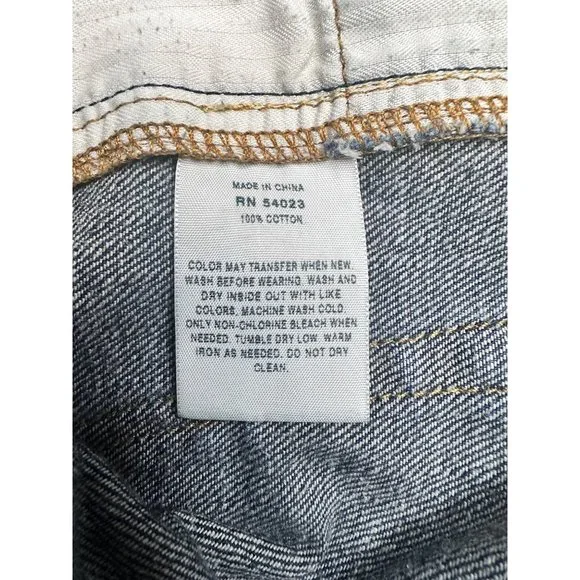 MADE IN CHINA
RN 54023
100% COTTON
COLOR MAY TRANSFER WHEN NEW.
WASH BEFORE WEARING. WASH AND
DRY INSIDE OUT WITH LIKE
COLORS. MACHINE WASH COLD.
ONLY NON-CHLORINE BLEACH WHEN
NEEDED. TUMBLE DRY LOW. WARM
IRON AS NEEDED. DO NOT DRY
CLEAN.